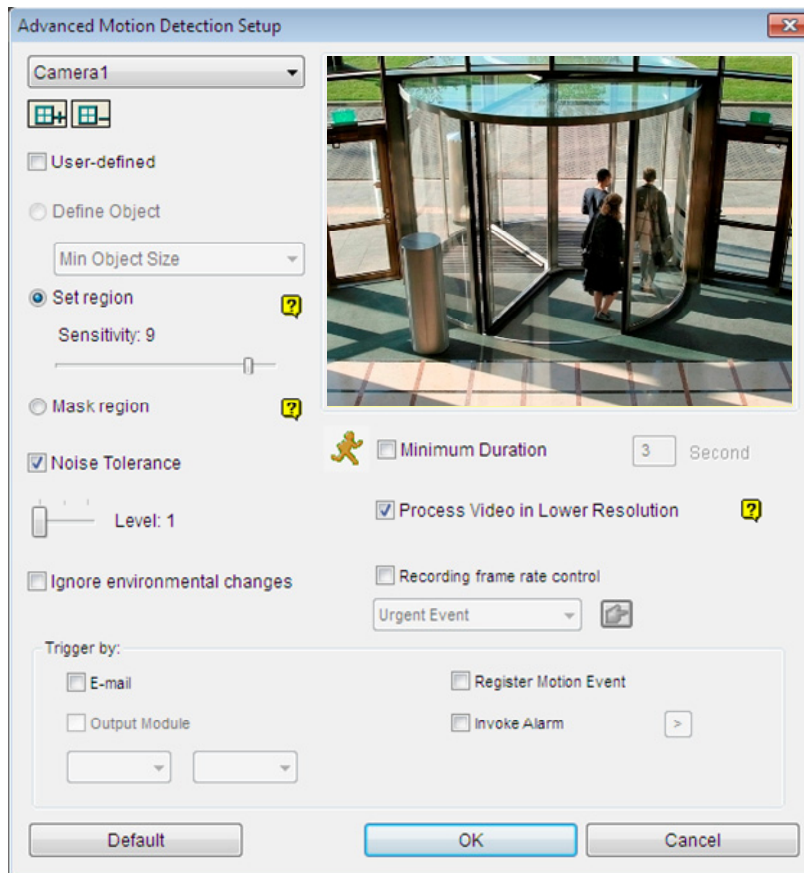 Advanced Motion Detection Setup
Camera1
User-defined
Define Object
Min Object Size
Set region
Sensitivity: 9
Mask region
Noise Tolerance
Level: 1
Ignore environmental changes
Minimum Duration
3 Second
Process Video in Lower Resolution
Recording frame rate control
Urgent Event
Trigger by:
E-mail
Output Module
Register Motion Event
Invoke Alarm
>
Default
OK
Cancel